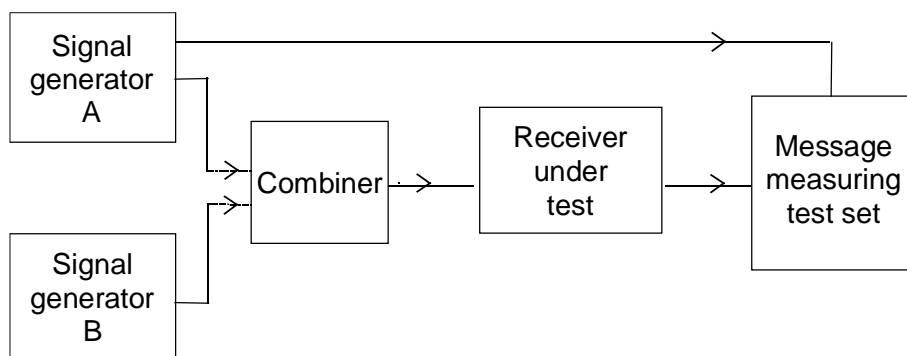 Signal
generator
A
Combiner
Receiver
under
test
Message
measuring
test set
Signal
generator
B